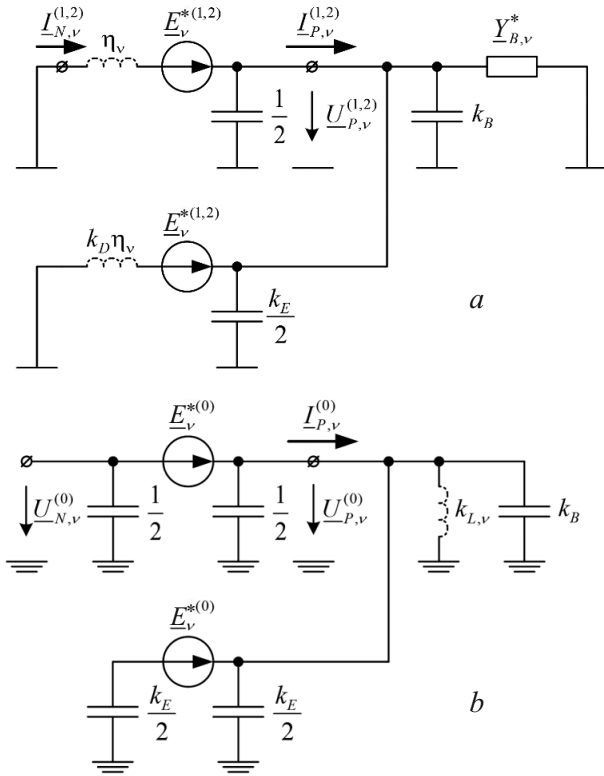 I_{N,ν}^{(1,2)} η_ν E_ν^{*(1,2)} I_{P,ν}^{(1,2)} Y_{B,ν}^*
1/2 U_{P,ν}^{(1,2)} k_B
k_D η_ν E_ν^{*(1,2)}
k_E/2 a
E_ν^{*(0)} I_{P,ν}^{(0)}
U_{N,ν}^{(0)} 1/2 1/2 U_{P,ν}^{(0)} k_{L,ν} k_B
E_ν^{*(0)}
k_E/2 k_E/2 b